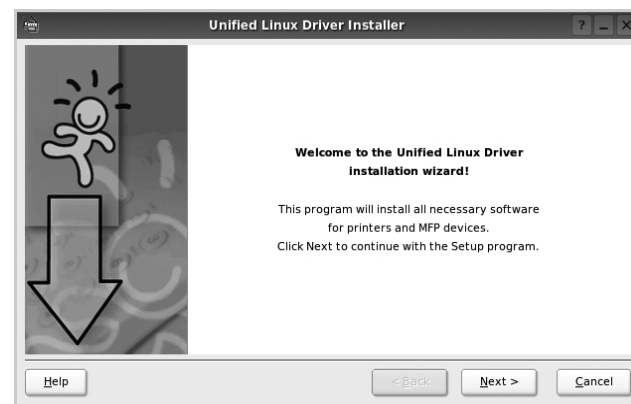 Unified Linux Driver Installer
?
Welcome to the Unified Linux Driver
installation wizard!
This program will install all necessary software
for printers and MFP devices.
Click Next to continue with the Setup program.
Help
< Back
Next >
Cancel